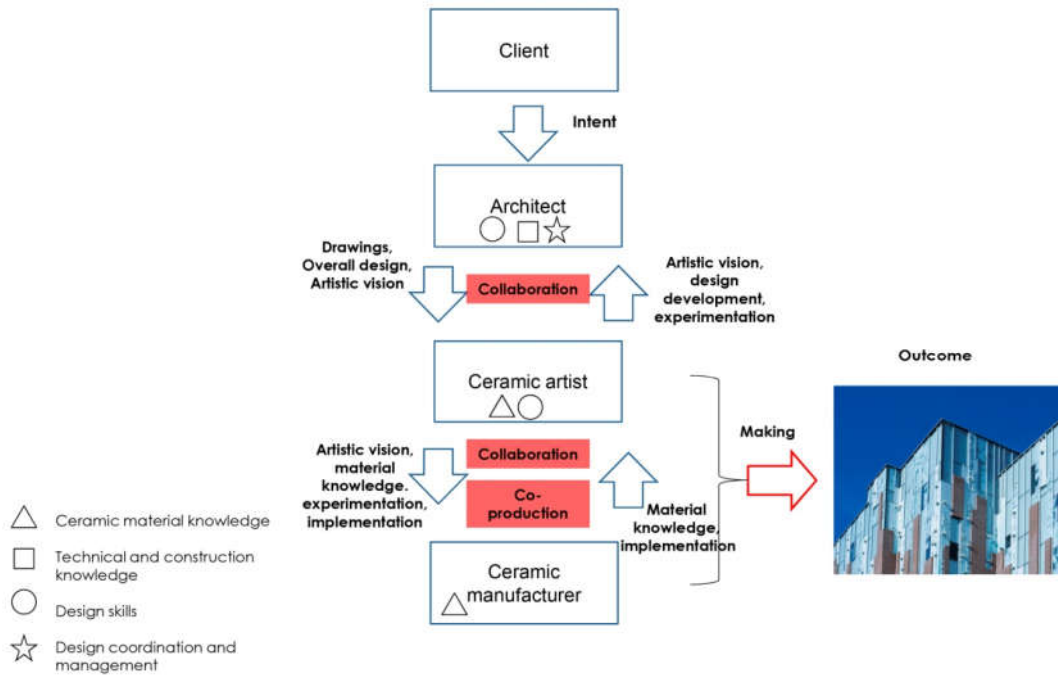 Client
Intent
Architect
Drawings,
Overall design,
Artistic vision
Collaboration
Artistic vision,
design
development,
experimentation
Ceramic artist
Outcome
Artistic vision,
material
knowledge.
experimentation,
implementation
Collaboration
Co-
production
Material
knowledge,
implementation
Making
Ceramic
manufacturer
Ceramic material knowledge
Technical and construction
knowledge
Design skills
Design coordination and
management